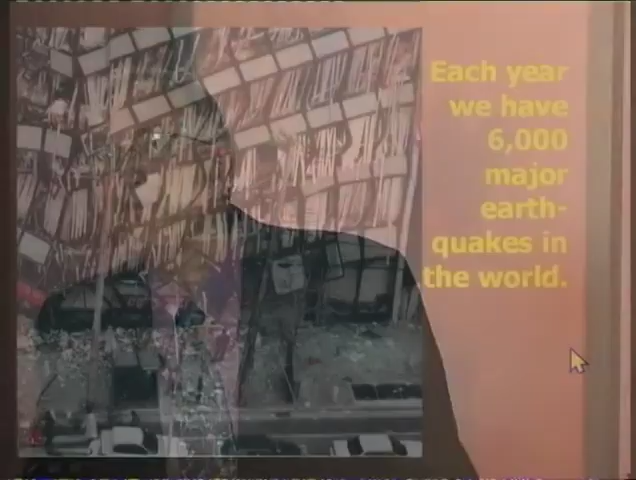 Each year
we have
6,000
major
earth-
quakes in
the world.